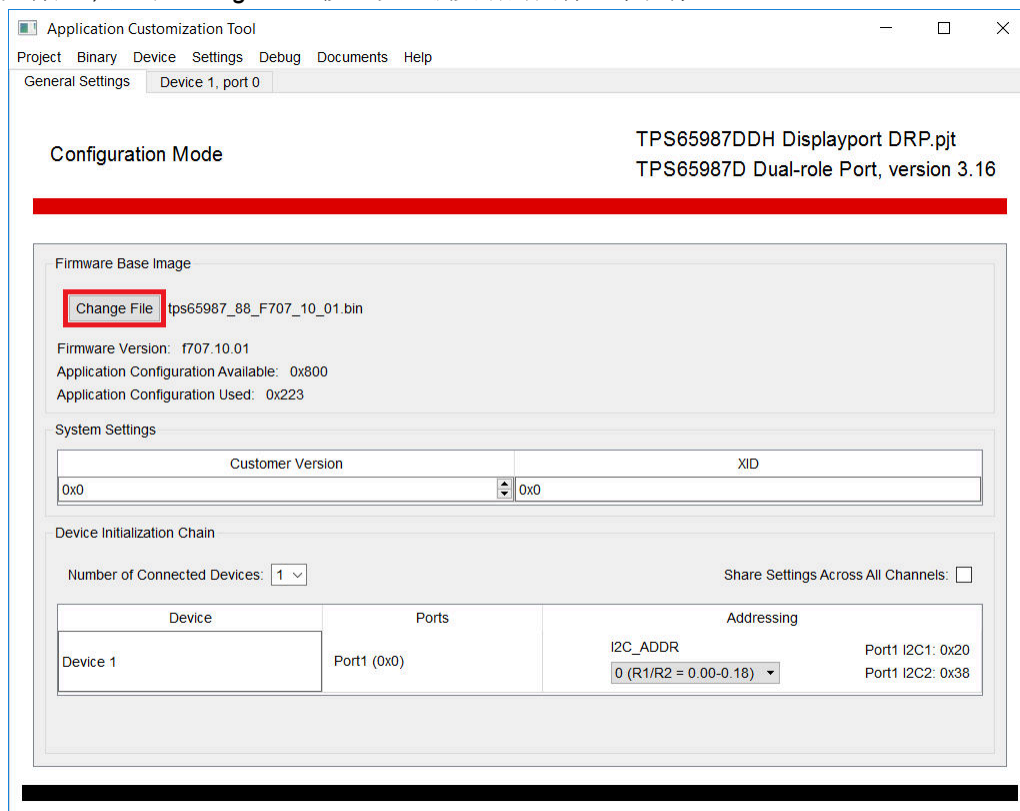 Application Customization Tool
Project Binary Device Settings Debug Documents Help
General Settings Device 1, port 0
Configuration Mode
TPS65987DDH Displayport DRP.pjt
TPS65987D Dual-role Port, version 3.16
Firmware Base Image
Change File tps65987_88_F707_10_01.bin
Firmware Version: f707.10.01
Application Configuration Available: 0x800
Application Configuration Used: 0x223
System Settings
Customer Version XID
0x0 0x0
Device Initialization Chain
Number of Connected Devices: 1 Share Settings Across All Channels:
Device Ports Addressing
Device 1 Port1 (0x0) I2C_ADDR Port1 I2C1: 0x20
0 (R1/R2 = 0.00-0.18) Port1 I2C2: 0x38